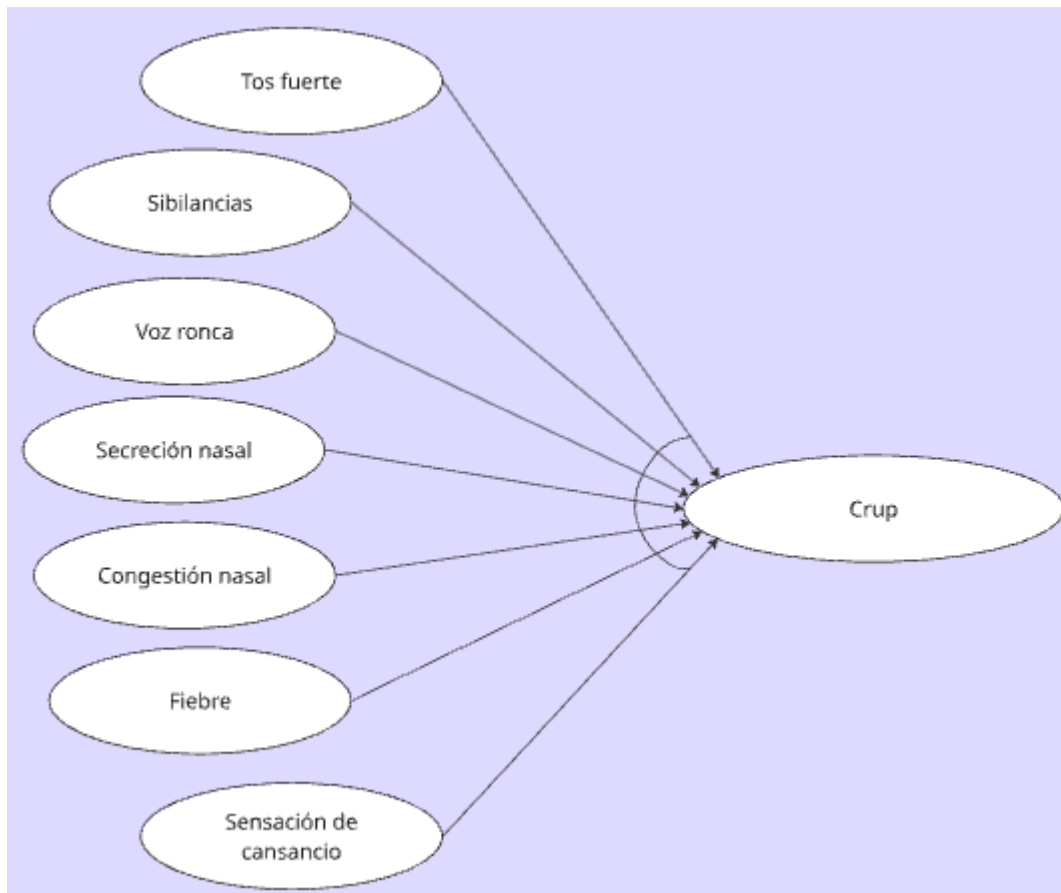 Tos fuerte
Sibilancias
Voz ronca
Secreción nasal
Crup
Congestión nasal
Fiebre
Sensación de
cansancio